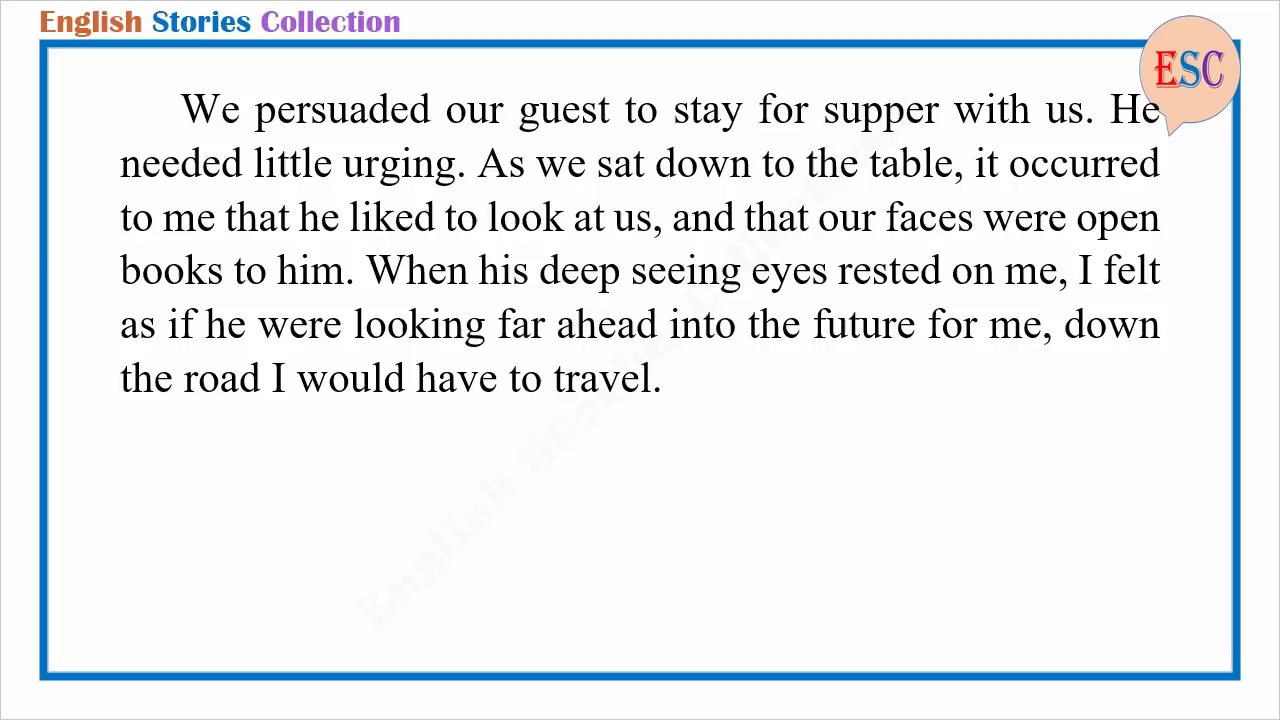 English Stories Collection
ESC
We persuaded our guest to stay for supper with us. He
needed little urging. As we sat down to the table, it occurred
to me that he liked to look at us, and that our faces were open
books to him. When his deep seeing eyes rested on me, I felt
as if he were looking far ahead into the future for me, down
the road I would have to travel.
English Stories Collection